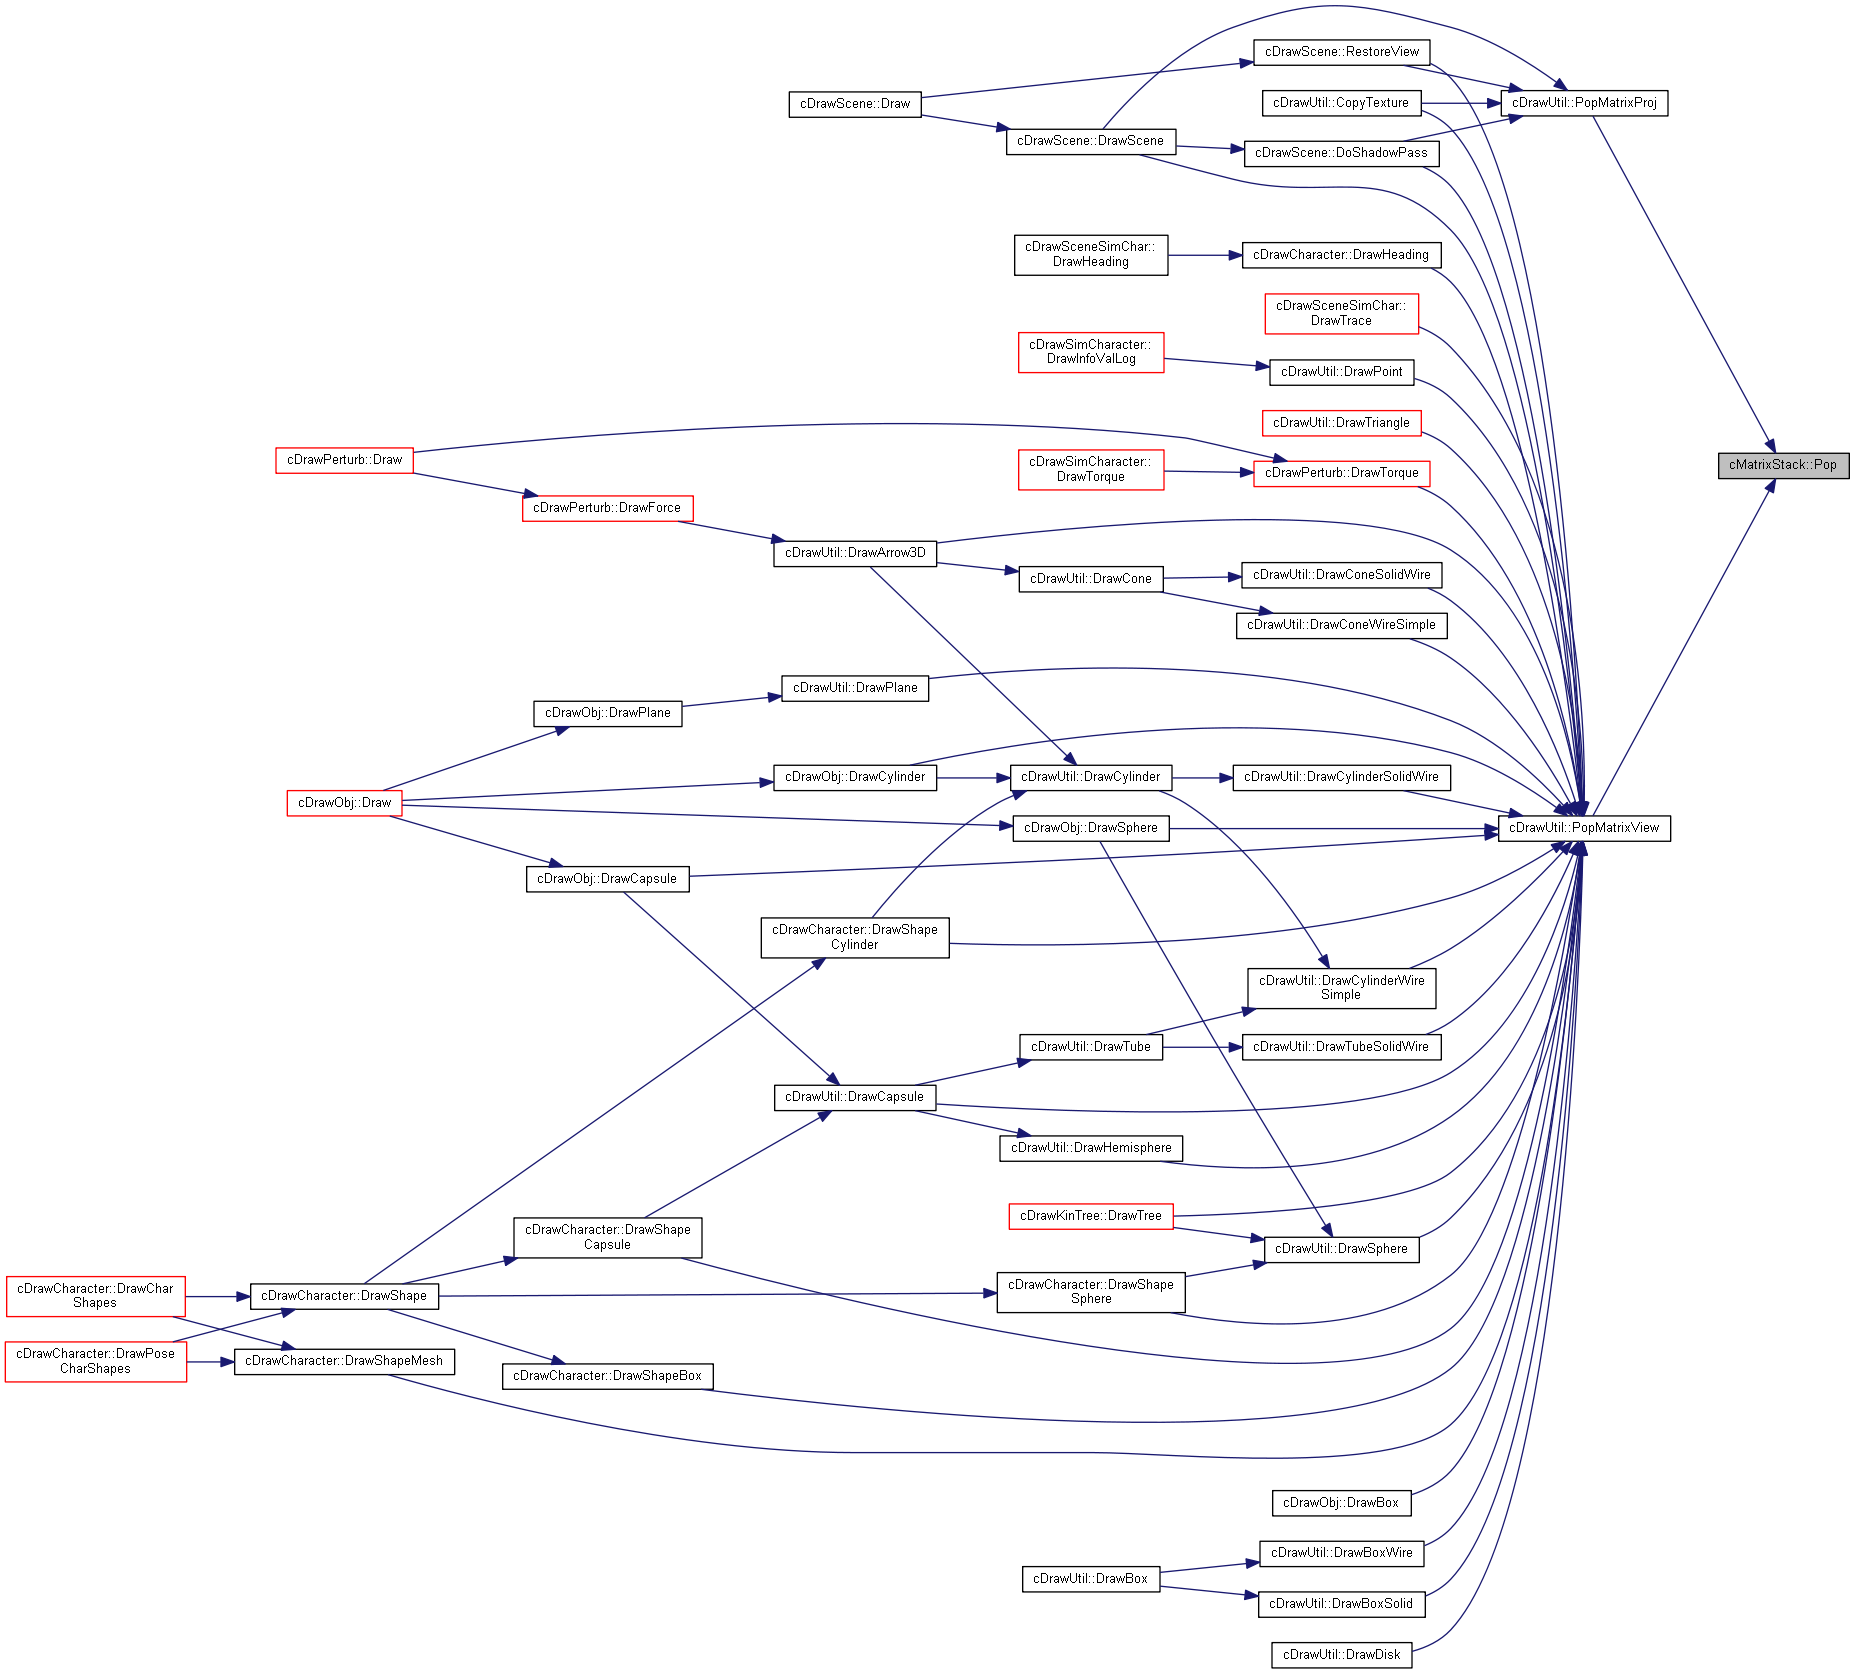 cDrawScene::RestoreView
cDrawScene::Draw
cDrawUtil::CopyTexture
cDrawUtil::PopMatrixProj
cDrawScene::DrawScene
cDrawScene::DoShadowPass
cDrawSceneSimChar::
DrawHeading
cDrawCharacter::DrawHeading
cDrawSceneSimChar::
DrawTrace
cDrawSimCharacter::
DrawInfoValLog
cDrawUtil::DrawPoint
cDrawUtil::DrawTriangle
cDrawPerturb::Draw
cDrawSimCharacter::
DrawTorque
cDrawPerturb::DrawTorque
cMatrixStack::Pop
cDrawPerturb::DrawForce
cDrawUtil::DrawArrow3D
cDrawUtil::DrawCone
cDrawUtil::DrawConeSolidWire
cDrawUtil::DrawConeWireSimple
cDrawUtil::DrawPlane
cDrawObj::DrawPlane
cDrawObj::DrawCylinder
cDrawUtil::DrawCylinder
cDrawUtil::DrawCylinderSolidWire
cDrawObj::Draw
cDrawObj::DrawSphere
cDrawUtil::PopMatrixView
cDrawObj::DrawCapsule
cDrawCharacter::DrawShape
Cylinder
cDrawUtil::DrawCylinderWire
Simple
cDrawUtil::DrawTube
cDrawUtil::DrawTubeSolidWire
cDrawUtil::DrawCapsule
cDrawUtil::DrawHemisphere
cDrawKinTree::DrawTree
cDrawCharacter::DrawShape
Capsule
cDrawUtil::DrawSphere
cDrawCharacter::DrawChar
Shapes
cDrawCharacter::DrawShape
cDrawCharacter::DrawShape
Sphere
cDrawCharacter::DrawPose
CharShapes
cDrawCharacter::DrawShapeMesh
cDrawCharacter::DrawShapeBox
cDrawObj::DrawBox
cDrawUtil::DrawBoxWire
cDrawUtil::DrawBox
cDrawUtil::DrawBoxSolid
cDrawUtil::DrawDisk